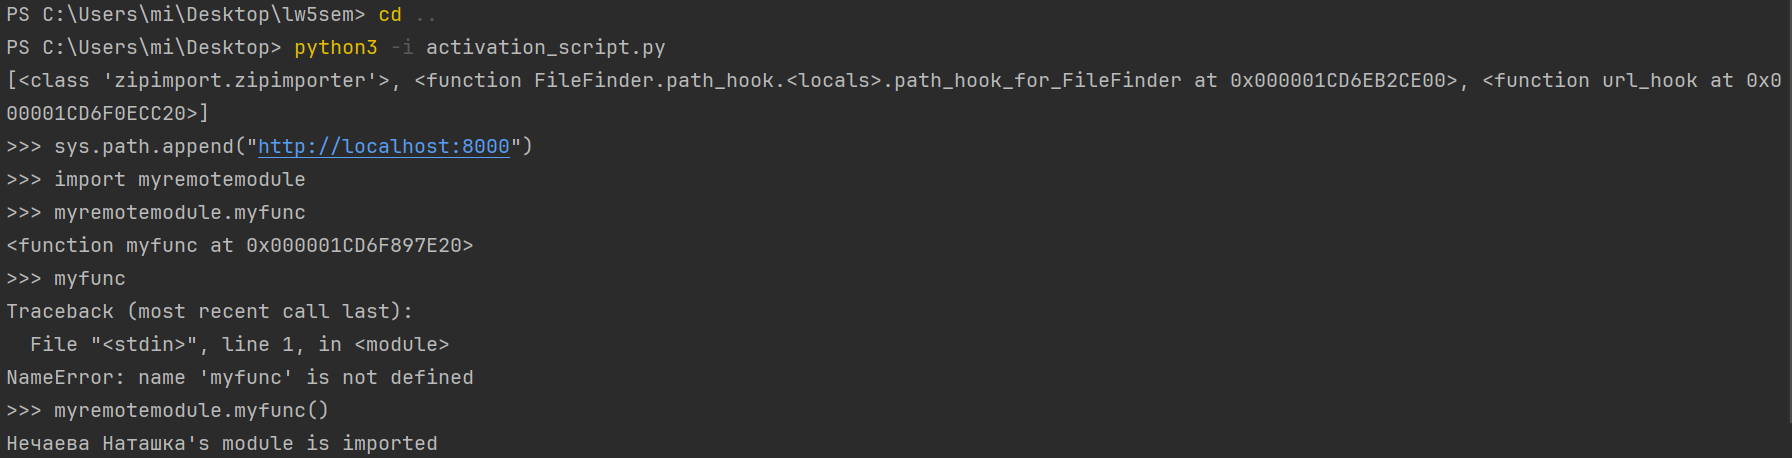 PS C:\Users\mi\Desktop\lw5sem> cd ..
PS C:\Users\mi\Desktop> python3 -i activation_script.py
[<class 'zipimport.zipimporter'>, <function FileFinder.path_hook.<locals>.path_hook_for_FileFinder at 0x000001CD6EB2CE00>, <function url_hook at 0x0
00001CD6F0ECC20>]
>>> sys.path.append("http://localhost:8000")
>>> import myremotemodule
>>> myremotemodule.myfunc
<function myfunc at 0x000001CD6F897E20>
>>> myfunc
Traceback (most recent call last):
  File "<stdin>", line 1, in <module>
NameError: name 'myfunc' is not defined
>>> myremotemodule.myfunc()
Нечаева Наташка's module is imported